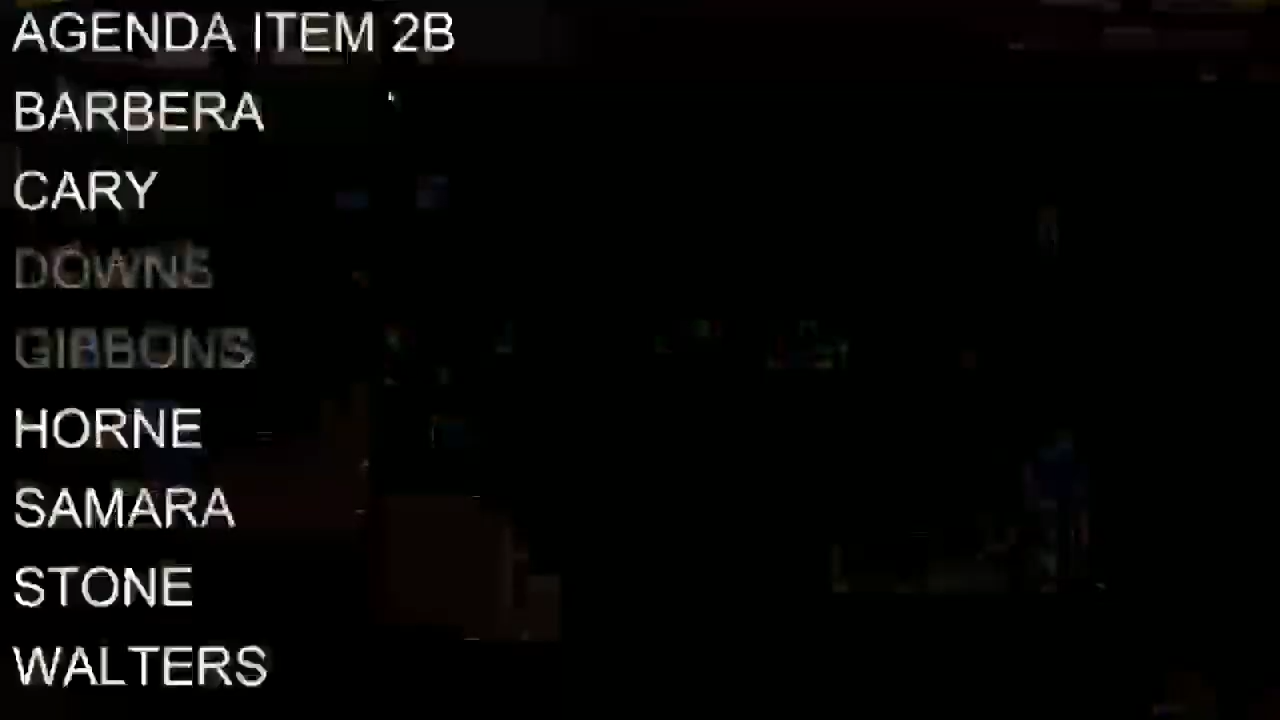 AGENDA ITEM 2B
BARBERA
CARY
DOWNS
GIBBONS
HORNE
SAMARA
STONE
WALTERS